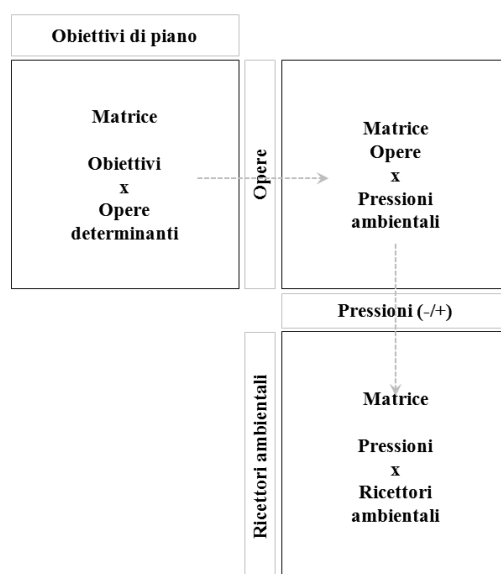 Obiettivi di piano
Matrice
Obiettivi
x
Opere
determinanti
Opere
Matrice
Opere
x
Pressioni
ambientali
Pressioni (-/+)
Ricettori ambientali
Matrice
Pressioni
x
Ricettori
ambientali